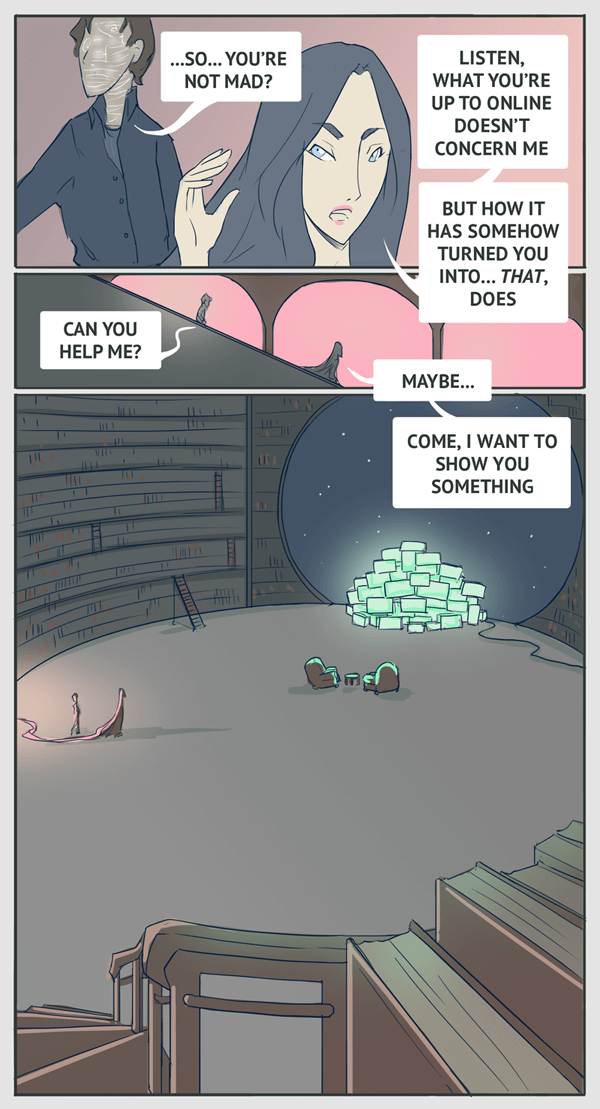 ...SO... YOU'RE
NOT MAD?
LISTEN,
WHAT YOU'RE
UP TO ONLINE
DOESN'T
CONCERN ME
BUT HOW IT
HAS SOMEHOW
TURNED YOU
INTO... THAT,
DOES
CAN YOU
HELP ME?
MAYBE...
COME, I WANT TO
SHOW YOU
SOMETHING